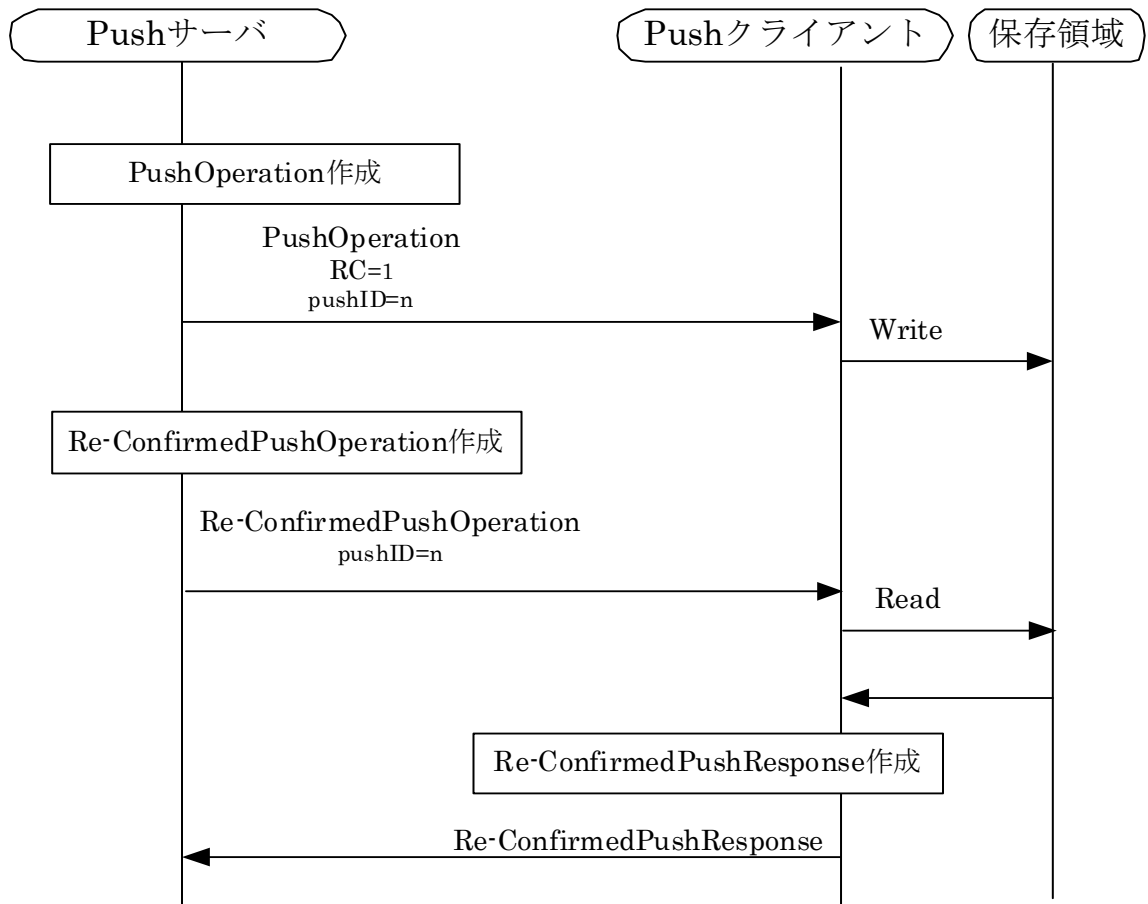 Pushサーバ
Pushクライアント
保存領域
PushOperation作成
PushOperation
RC=1
pushID=n
Write
Re-ConfirmedPushOperation作成
Re-ConfirmedPushOperation
pushID=n
Read
Re-ConfirmedPushResponse作成
Re-ConfirmedPushResponse